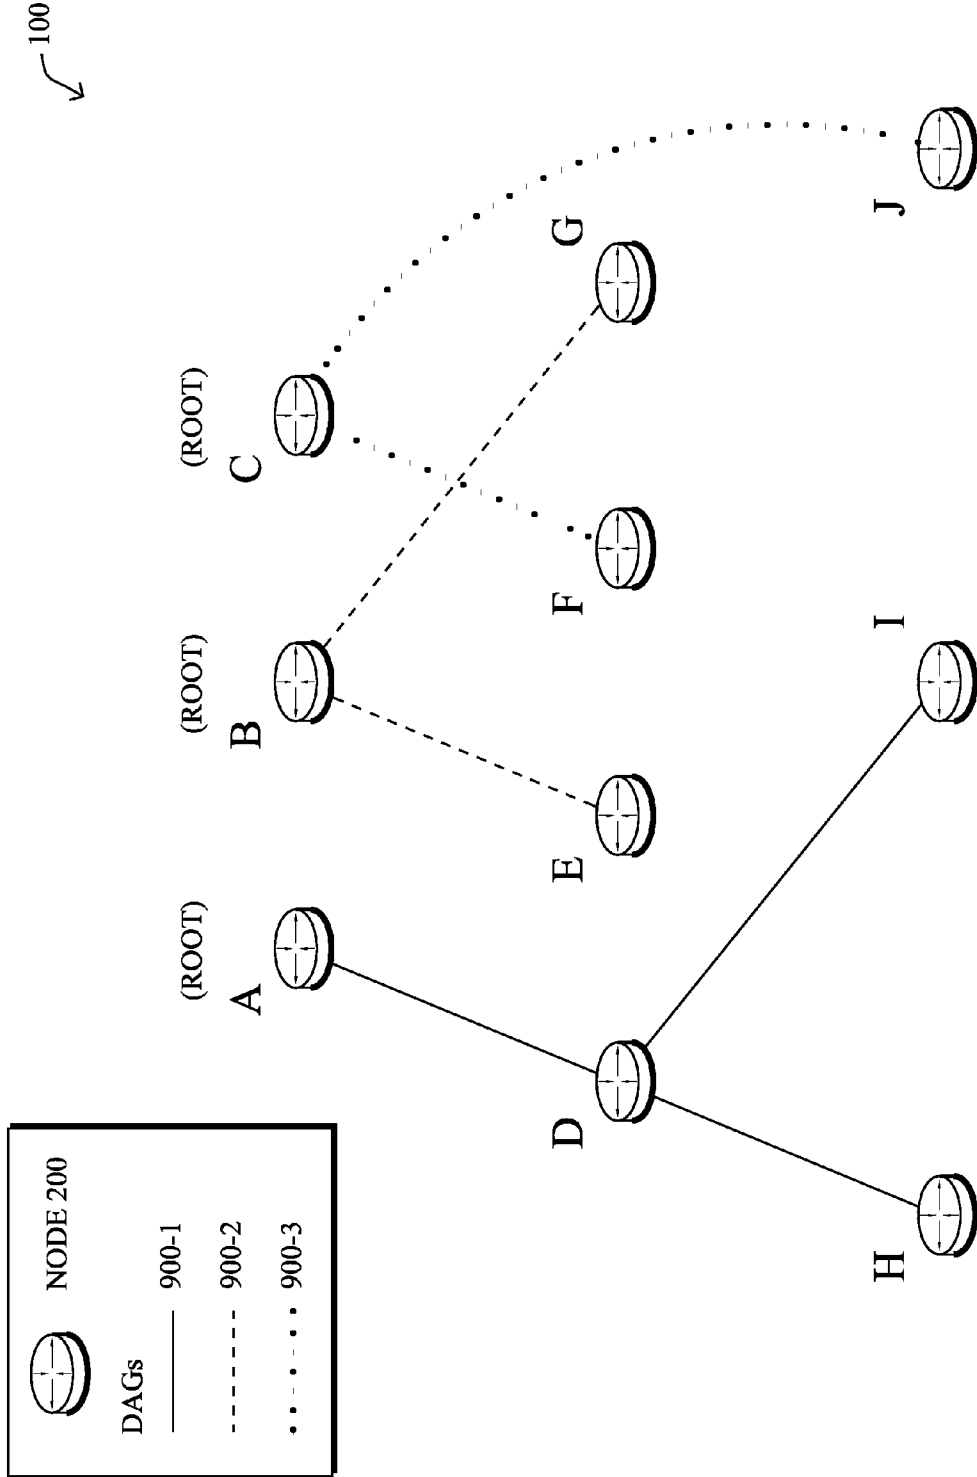 100
NODE 200
DAGs
900-1
900-2
900-3
(ROOT)
(ROOT)
(ROOT)
A
B
C
D
E
F
G
H
I
J